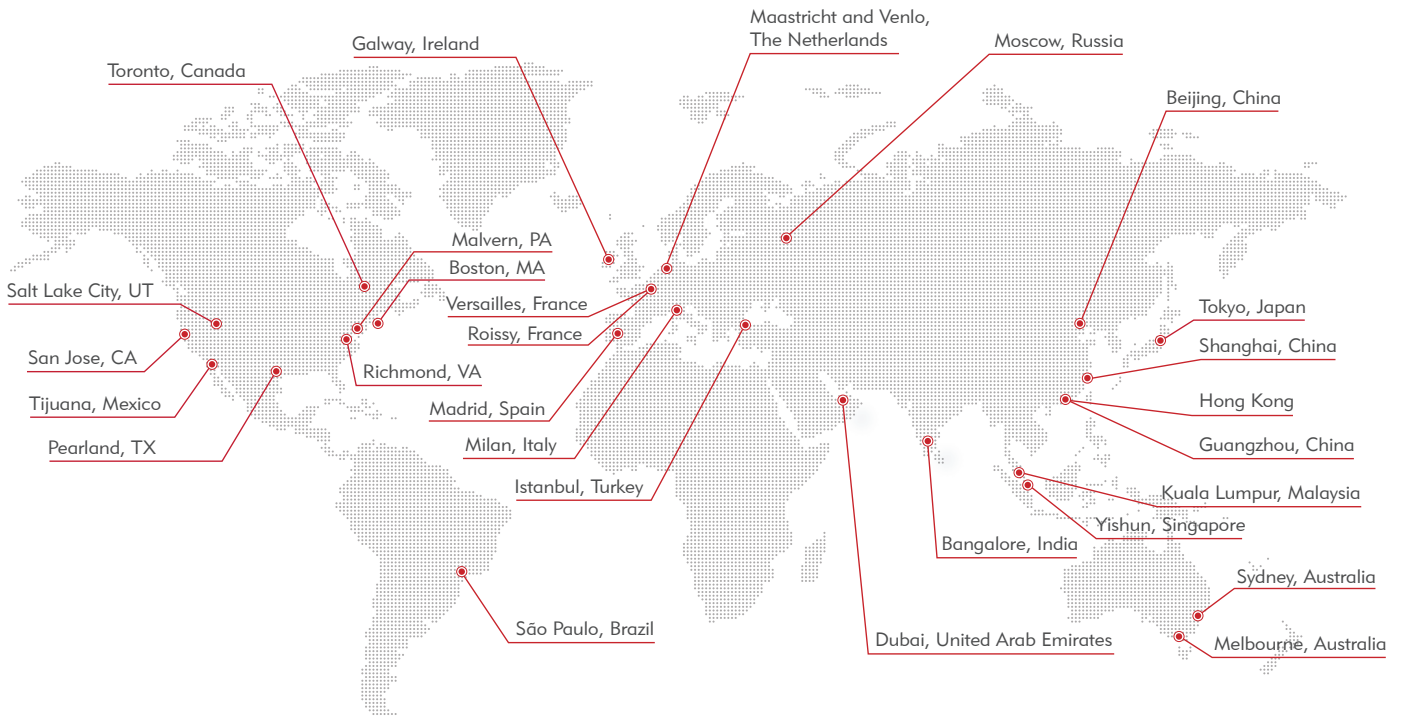 Maastricht and Venlo,
The Netherlands
Galway, Ireland
Moscow, Russia
Toronto, Canada
Beijing, China
Malvern, PA
Boston, MA
Salt Lake City, UT
Versailles, France
Tokyo, Japan
Roissy, France
Shanghai, China
San Jose, CA
Richmond, VA
Tijuana, Mexico
Madrid, Spain
Hong Kong
Pearland, TX
Milan, Italy
Guangzhou, China
Istanbul, Turkey
Kuala Lumpur, Malaysia
Yishun, Singapore
Bangalore, India
Sydney, Australia
São Paulo, Brazil
Dubai, United Arab Emirates
Melbourne, Australia